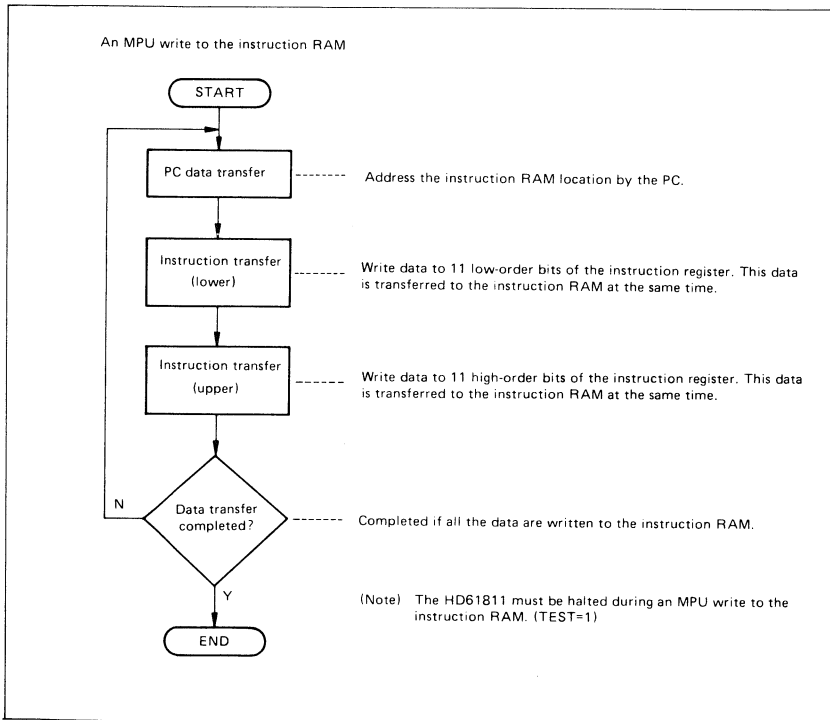 An MPU write to the instruction RAM
START
PC data transfer
------ Address the instruction RAM location by the PC.
Instruction transfer
(lower)
------ Write data to 11 low-order bits of the instruction register. This data
is transferred to the instruction RAM at the same time.
Instruction transfer
(upper)
------ Write data to 11 high-order bits of the instruction register. This data
is transferred to the instruction RAM at the same time.
N
Data transfer
completed?
------ Completed if all the data are written to the instruction RAM.
Y
(Note) The HD61811 must be halted during an MPU write to the
instruction RAM. (TEST=1)
END